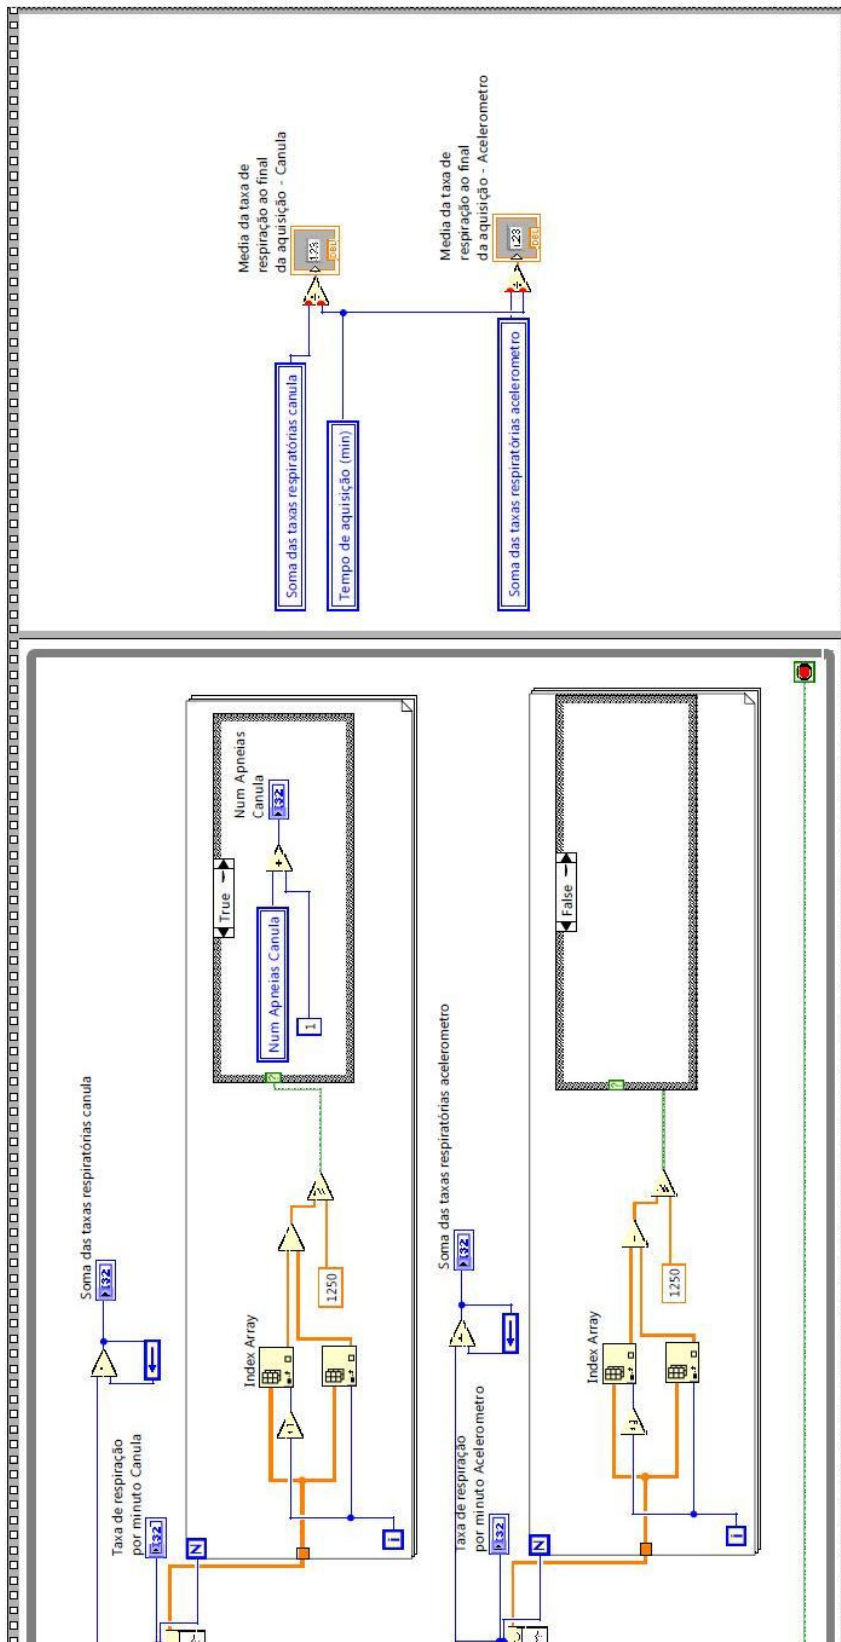 Media da taxa de
respiração ao final
da aquisição - Canula
123
DBL
Soma das taxas respiratórias canula
Tempo de aquisição (min)
Media da taxa de
respiração ao final
da aquisição - Acelerometro
123
DBL
Soma das taxas respiratórias acelerometro
Soma das taxas respiratórias canula
I32
Taxa de respiração
por minuto Canula
I32
N
i
Index Array
1250
True
Num Apneias Canula
1
Num Apneias
Canula
I32
Soma das taxas respiratórias acelerometro
I32
Taxa de respiração
por minuto Acelerometro
I32
N
i
Index Array
1250
False